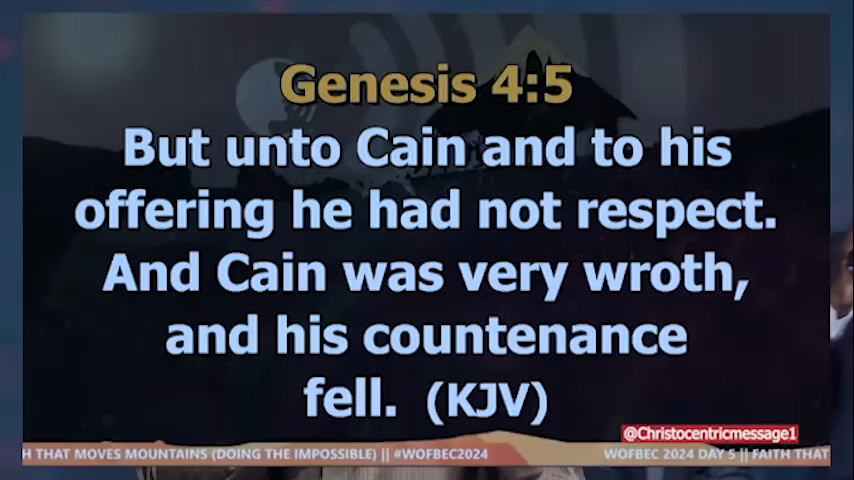 Genesis 4:5
But unto Cain and to his
offering he had not respect.
And Cain was very wroth,
and his countenance
fell. (KJV)
@Christocentricmessage1
H THAT MOVES MOUNTAINS (DOING THE IMPOSSIBLE) || #WOFBEC2024 WOFBEC 2024 DAY 5 || FAITH THAT